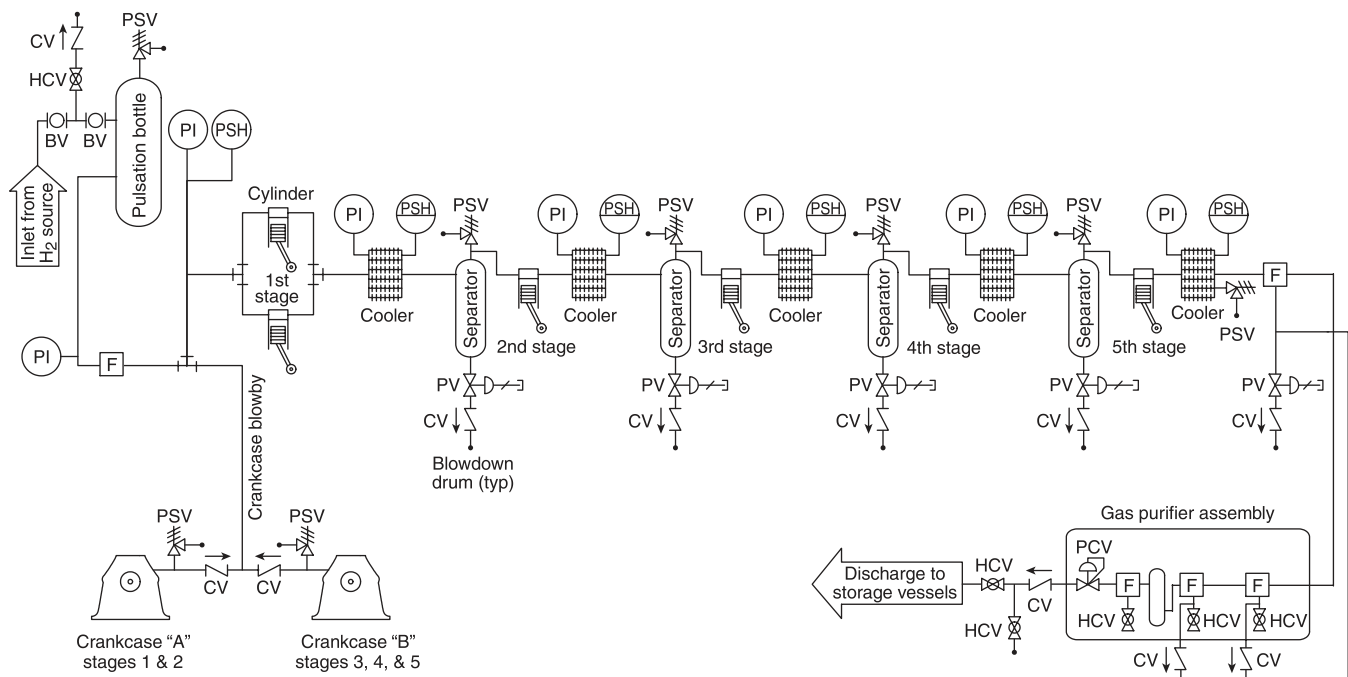 PSV
CV
HCV
BV
BV
Pulsation bottle
Inlet from
H2 source
PI
PSH
Cylinder
1st
stage
PI
PSH
PSV
PI
PSH
PSV
PI
PSH
PSV
PI
PSH
PSV
PI
PSH
Cooler
Separator
Cooler
Separator
Cooler
Separator
Cooler
Separator
Cooler
F
PSV
2nd stage
3rd stage
4th stage
5th stage
PI
F
PV
PV
PV
PV
PV
CV
CV
CV
CV
CV
Blowdown
drum (typ)
Crankcase blowby
PSV
PSV
CV
CV
Crankcase “A”
stages 1 & 2
Crankcase “B”
stages 3, 4, & 5
Gas purifier assembly
Discharge to
storage vessels
HCV
CV
PCV
F
F
F
HCV
HCV
HCV
HCV
CV
CV